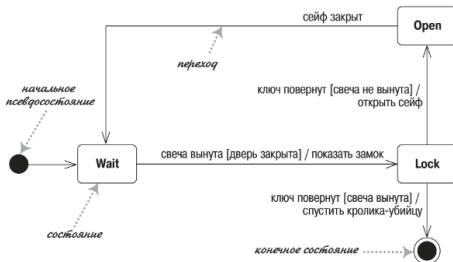 сейф закрыт
Open
переход
ключ повернут [свеча не вынута] /
открыть сейф
начальное
псевдосостояние
свеча вынута [дверь закрыта] / показать замок
Wait
Lock
ключ повернут [свеча вынута] /
спустить кролика-убийцу
состояние
конечное состояние